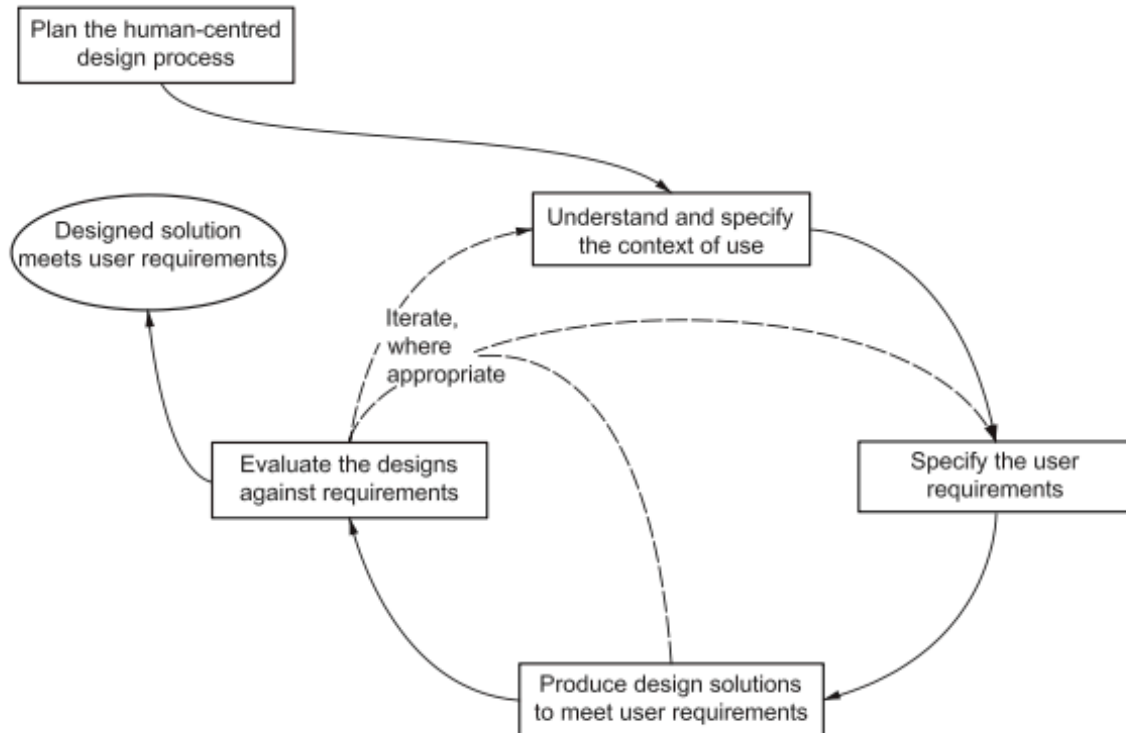 Plan the human-centred
design process
Understand and specify
the context of use
Designed solution
meets user requirements
Iterate,
where
appropriate
Evaluate the designs
against requirements
Specify the user
requirements
Produce design solutions
to meet user requirements